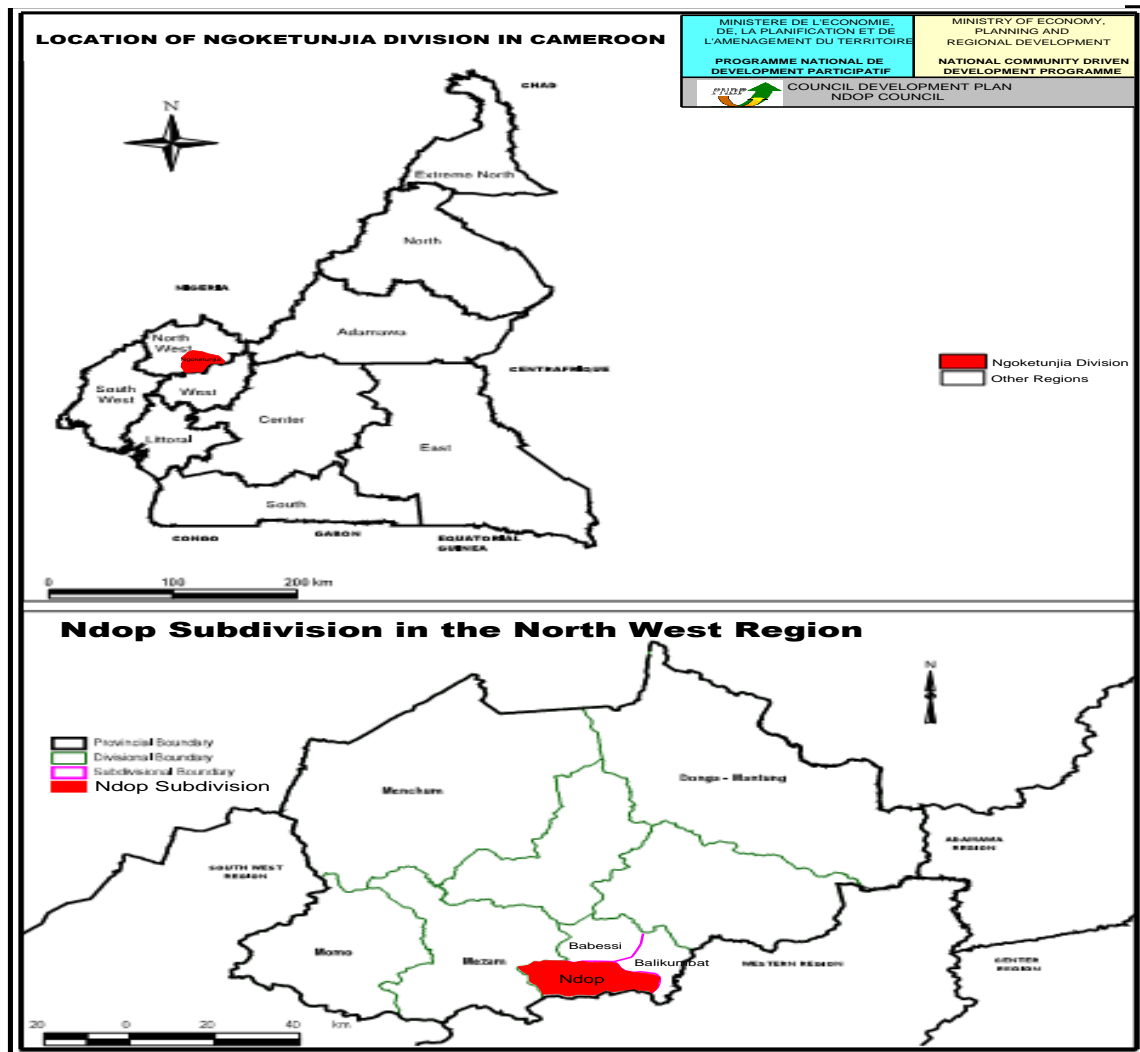 LOCATION OF NGOKETUNJIA DIVISION IN CAMEROON
MINISTERE DE L'ECONOMIE,
DE, LA PLANIFICATION ET DE
L'AMENAGEMENT DU TERRITOIRE
PROGRAMME NATIONAL DE
DEVELOPMENT PARTICIPATIF
MINISTRY OF ECONOMY,
PLANNING AND
REGIONAL DEVELOPMENT
NATIONAL COMMUNITY DRIVEN
DEVELOPMENT PROGRAMME
PNDP
COUNCIL DEVELOPMENT PLAN
NDOP COUNCIL
CHAD
N
Extreme North
North
NIGERIA
Adamawa
North
West
Ngoketunjia
CENTRAFRIQUE
Ngoketunjia Division
Other Regions
South
West
West
Center
Littoral
East
South
CONGO
GABON
EQUATORIAL
GUINEA
0 100 200 km
Ndop Subdivision in the North West Region
N
Provincial Boundary
Divisional Boundary
Subdivisional Boundary
Ndop Subdivision
Menchum
Donga - Mantung
SOUTH WEST
REGION
ADAMAWA
REGION
Momo
Mezam
Babessi
Balikumbat
WESTERN REGION
CENTER
REGION
Ndop
20 0 20 40 km